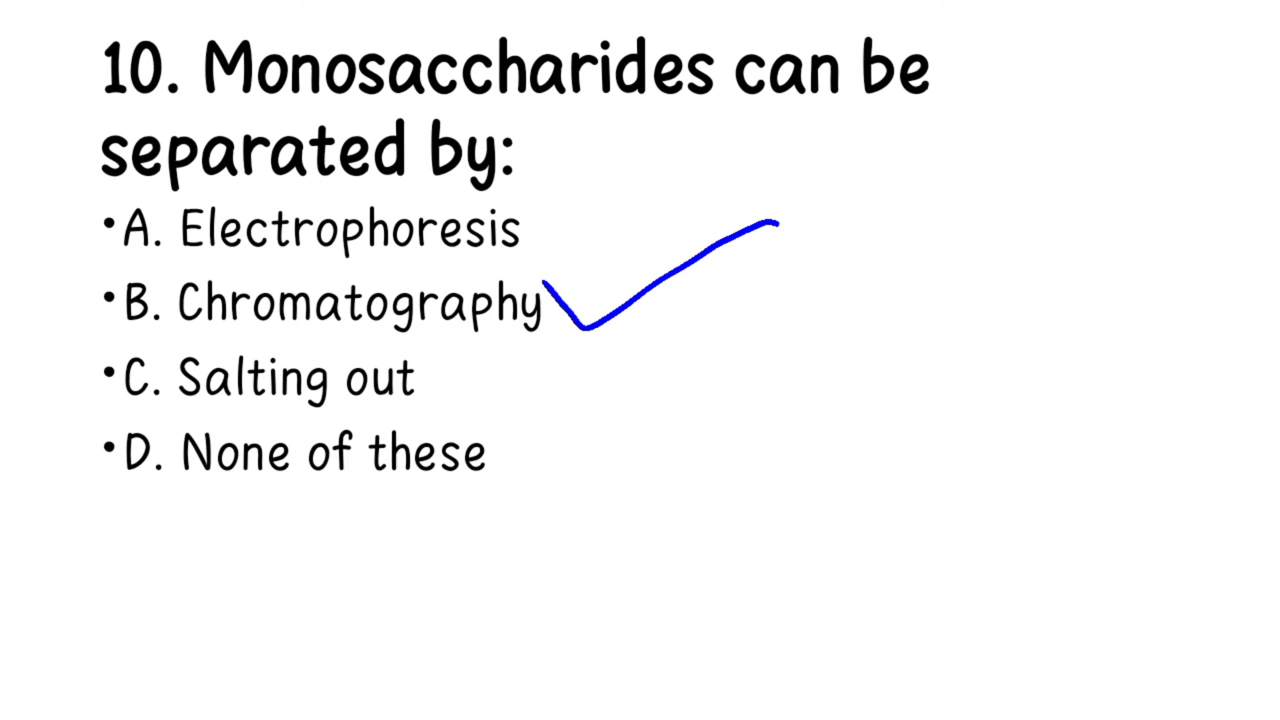 10. Monosaccharides can be
separated by:
•A. Electrophoresis
•B. Chromatography
•C. Salting out
•D. None of these